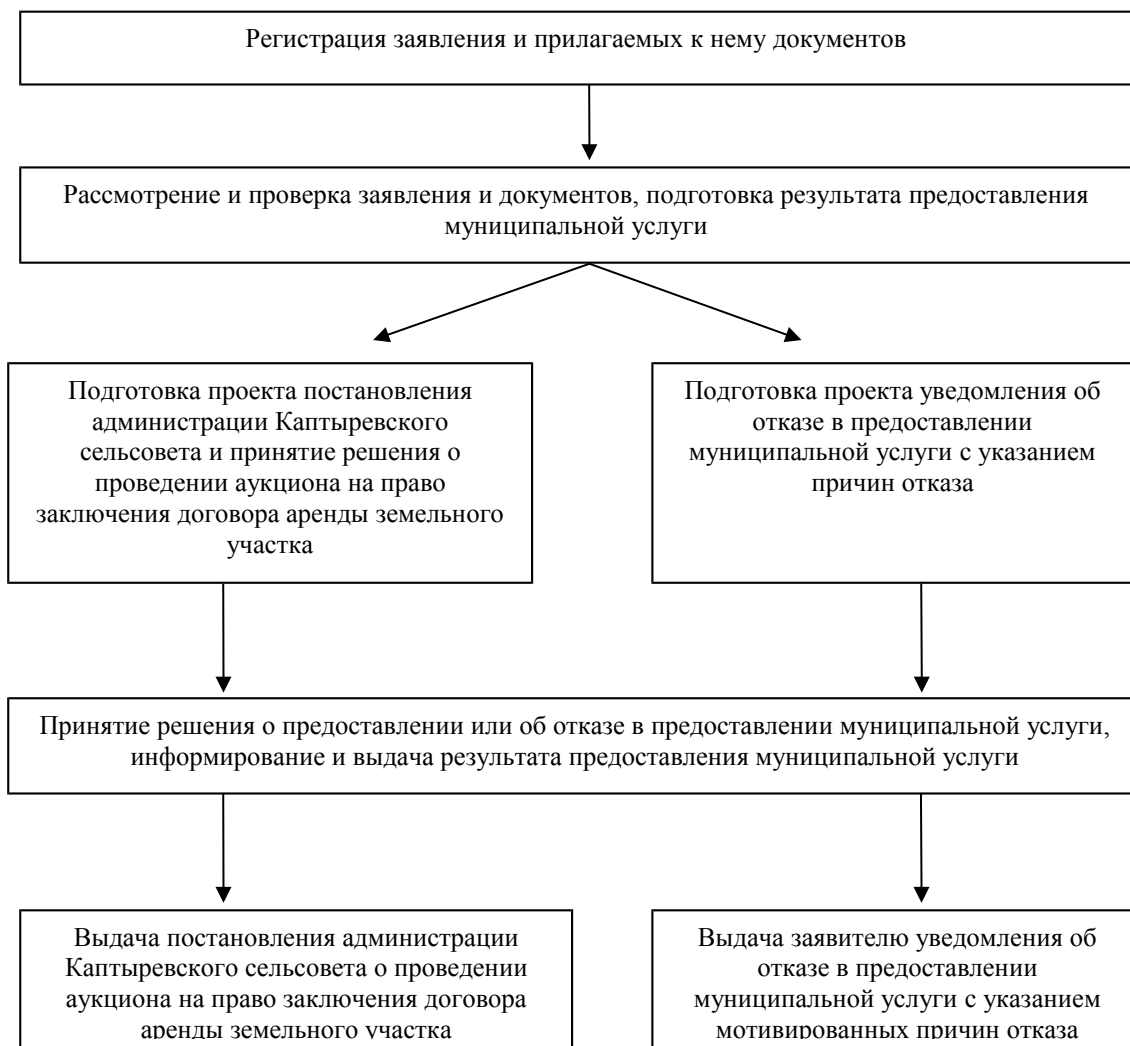 Регистрация заявления и прилагаемых к нему документов
Рассмотрение и проверка заявления и документов, подготовка результата предоставления
муниципальной услуги
Подготовка проекта постановления
администрации Каптыревского
сельсовета и принятие решения о
проведении аукциона на право
заключения договора аренды земельного
участка
Подготовка проекта уведомления об
отказе в предоставлении
муниципальной услуги с указанием
причин отказа
Принятие решения о предоставлении или об отказе в предоставлении муниципальной услуги,
информирование и выдача результата предоставления муниципальной услуги
Выдача постановления администрации
Каптыревского сельсовета о проведении
аукциона на право заключения договора
аренды земельного участка
Выдача заявителю уведомления об
отказе в предоставлении
муниципальной услуги с указанием
мотивированных причин отказа